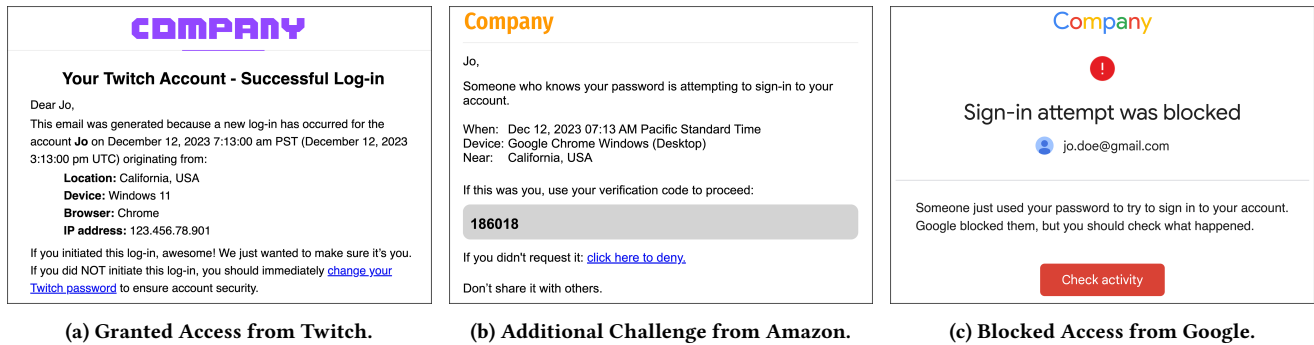 COMPANY
Your Twitch Account - Successful Log-in
Dear Jo,
This email was generated because a new log-in has occurred for the
account Jo on December 12, 2023 7:13:00 am PST (December 12, 2023
3:13:00 pm UTC) originating from:
Location: California, USA
Device: Windows 11
Browser: Chrome
IP address: 123.456.78.901
If you initiated this log-in, awesome! We just wanted to make sure it's you.
If you did NOT initiate this log-in, you should immediately change your
Twitch password to ensure account security.
(a) Granted Access from Twitch.
Company
Jo,
Someone who knows your password is attempting to sign-in to your
account.
When: Dec 12, 2023 07:13 AM Pacific Standard Time
Device: Google Chrome Windows (Desktop)
Near: California, USA
If this was you, use your verification code to proceed:
186018
If you didn't request it: click here to deny.
Don't share it with others.
(b) Additional Challenge from Amazon.
Company
!
Sign-in attempt was blocked
jo.doe@gmail.com
Someone just used your password to try to sign in to your account.
Google blocked them, but you should check what happened.
Check activity
(c) Blocked Access from Google.